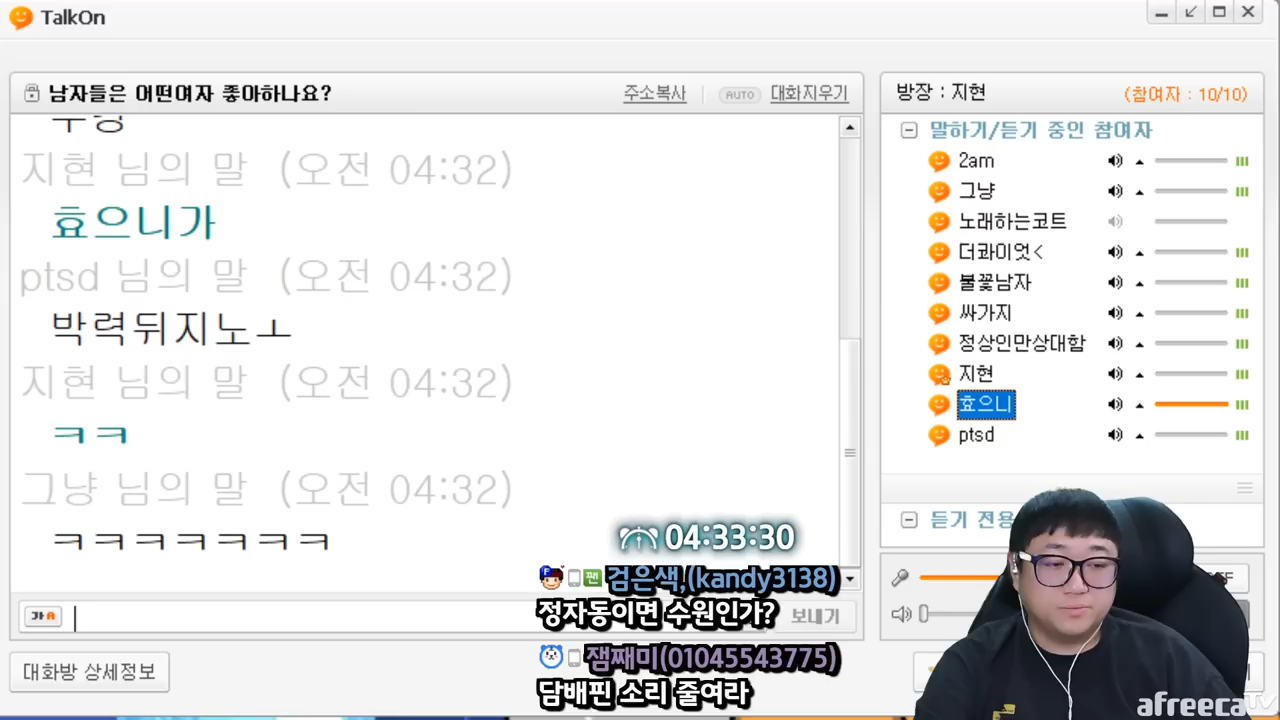 TalkOn
남자들은 어떤여자 좋아하나요?
주소복사
AUTO
대화지우기
지현 님의 말 (오전 04:32)
효으니가
ptsd 님의 말 (오전 04:32)
박력뒤지노ㅗ
지현 님의 말 (오전 04:32)
ㅋㅋ
그냥 님의 말 (오전 04:32)
ㅋㅋㅋㅋㅋㅋㅋ
가A
보내기
대화방 상세정보
방장 : 지현
(참여자 : 10/10)
말하기/듣기 중인 참여자
2am
그냥
노래하는코트
더콰이엇<
불꽃남자
싸가지
정상인만상대함
지현
효으니
ptsd
듣기 전용
04:33:30
F 짼 검은색,(kandy3138)
정자동이면 수원인가?
잼째미(01045543775)
담배핀 소리 줄여라
afreecaTV